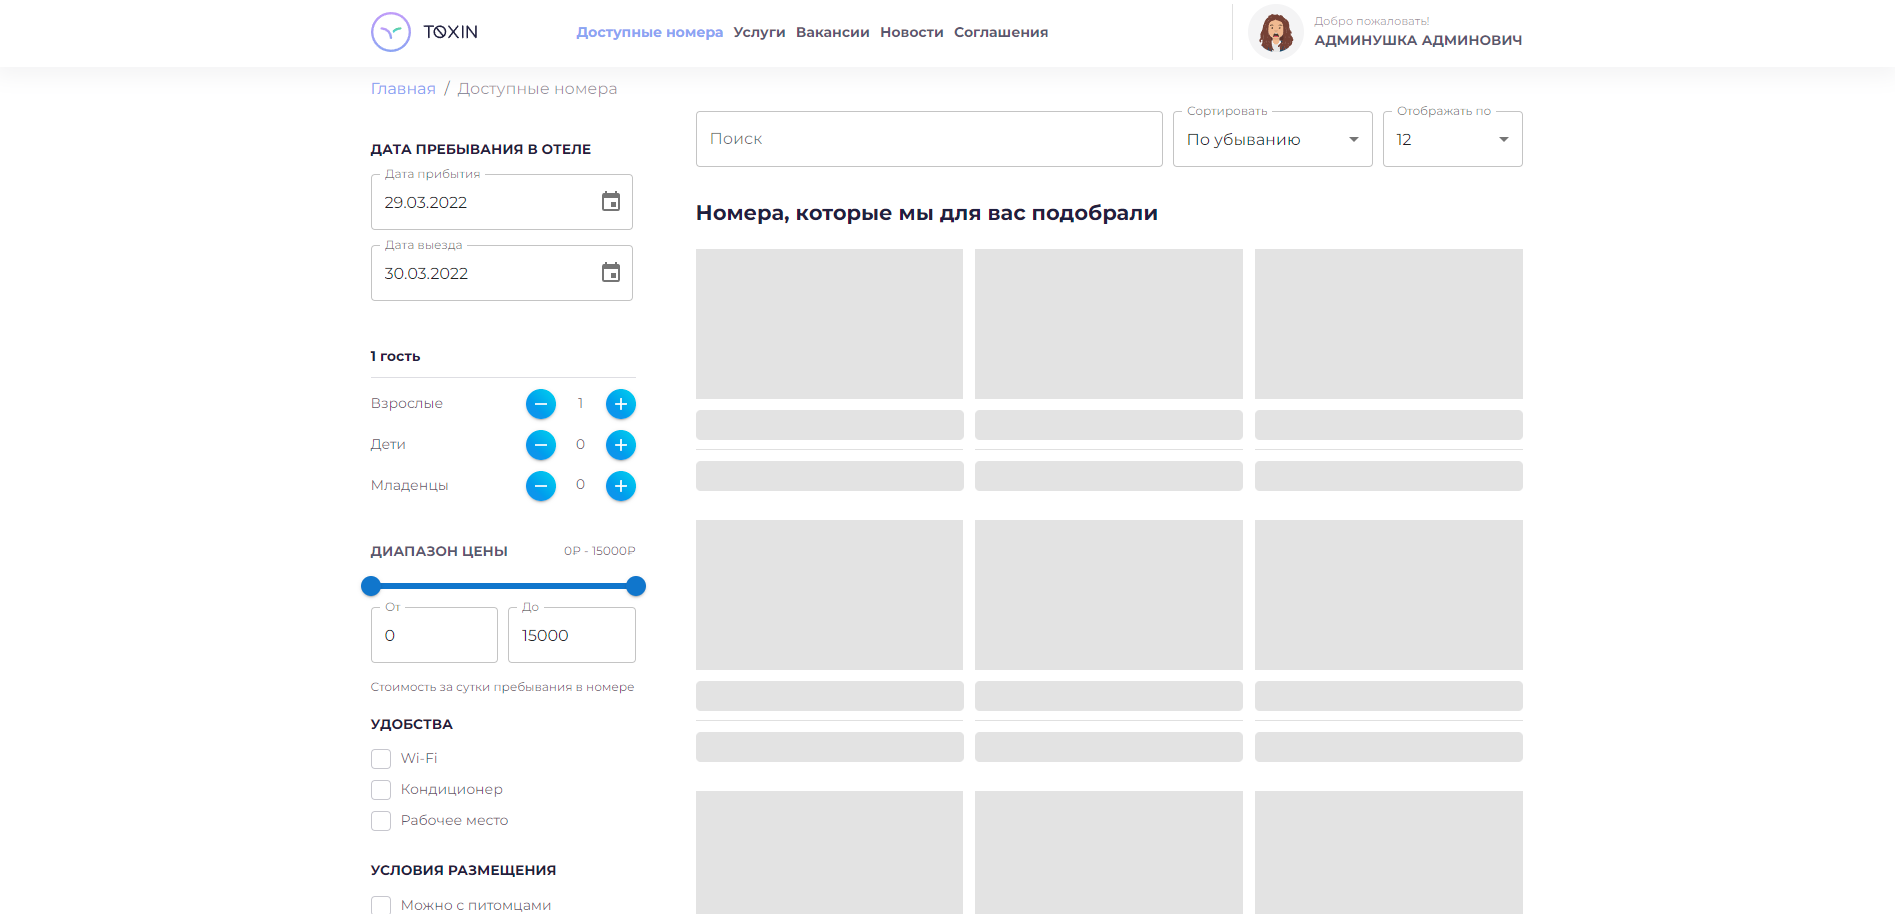 TOXIN
Доступные номера Услуги Вакансии Новости Соглашения
Добро пожаловать!
АДМИНУШКА АДМИНОВИЧ
Главная / Доступные номера
ДАТА ПРЕБЫВАНИЯ В ОТЕЛЕ
Дата прибытия
29.03.2022
Дата выезда
30.03.2022
1 гость
Взрослые 1
Дети 0
Младенцы 0
ДИАПАЗОН ЦЕНЫ 0₽ - 15000₽
От
0
До
15000
Стоимость за сутки пребывания в номере
УДОБСТВА
Wi-Fi
Кондиционер
Рабочее место
УСЛОВИЯ РАЗМЕЩЕНИЯ
Можно с питомцами
Поиск
Сортировать
По убыванию
Отображать по
12
Номера, которые мы для вас подобрали